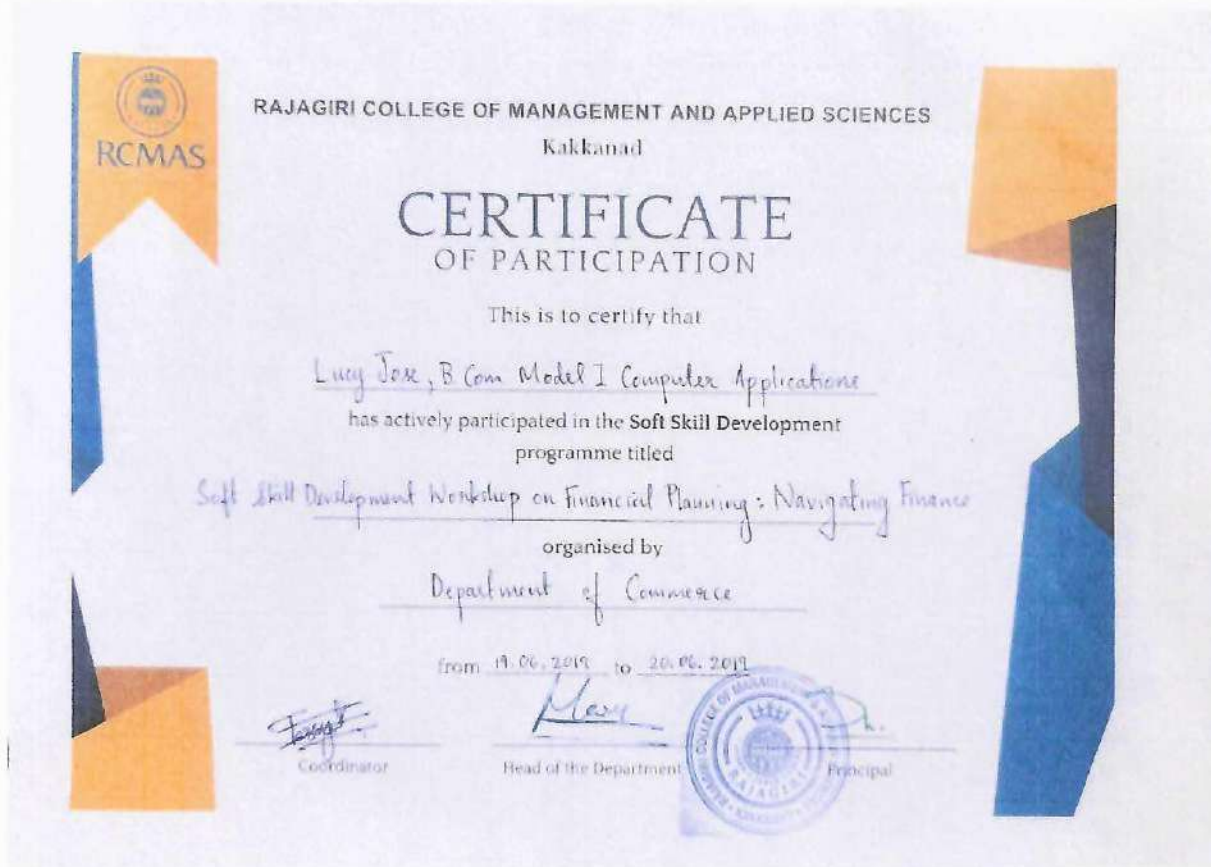 RCMAS
RAJAGIRI COLLEGE OF MANAGEMENT AND APPLIED SCIENCES
Kakkanad
CERTIFICATE
OF PARTICIPATION
This is to certify that
Lucy Jose, B Com Model I Computer Applications
has actively participated in the Soft Skill Development
programme titled
Soft Skill Development Workshop on Financial Planning: Navigating Finance
organised by
Department of Commerce
from 19.06.2019 to 20.06.2019
Coordinator
Head of the Department
Principal
RAJAGIRI